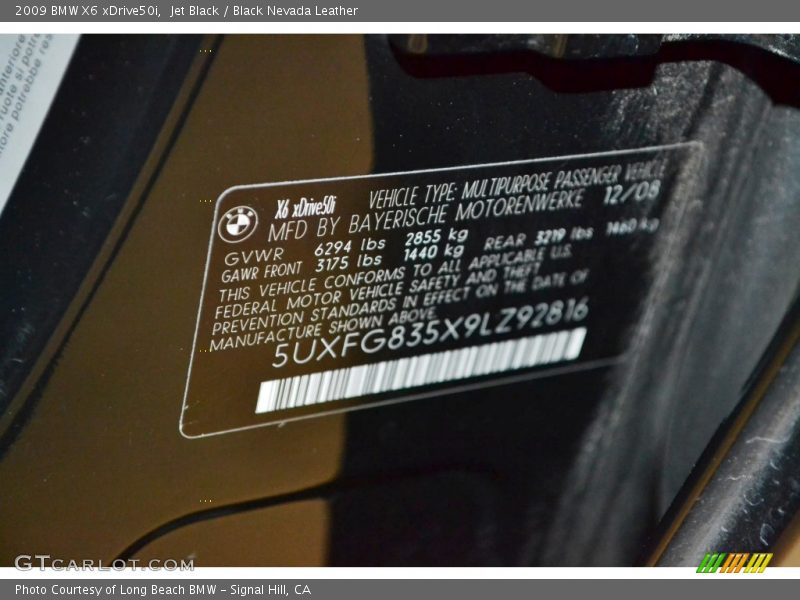 2009 BMW X6 xDrive50i, Jet Black / Black Nevada Leather
X6 xDrive50i VEHICLE TYPE: MULTIPURPOSE PASSENGER VEHICLE
MFD BY BAYERISCHE MOTORENWERKE 12/08
GVWR 6294 lbs 2855 kg
GAWR FRONT 3175 lbs 1440 kg REAR 3219 lbs 1460 kg
THIS VEHICLE CONFORMS TO ALL APPLICABLE U.S.
FEDERAL MOTOR VEHICLE SAFETY AND THEFT
PREVENTION STANDARDS IN EFFECT ON THE DATE OF
MANUFACTURE SHOWN ABOVE
5UXFG835X9LZ92816
GTCARLOT.COM
Photo Courtesy of Long Beach BMW - Signal Hill, CA